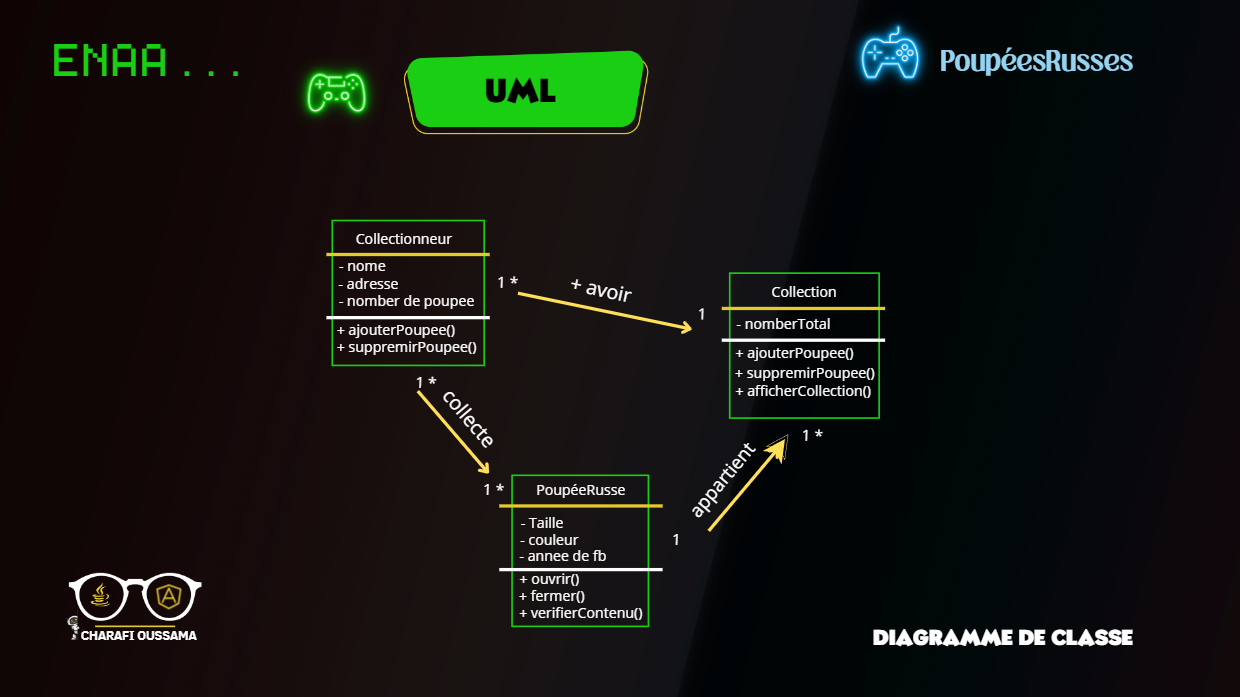 ENAA...
UML
PoupéesRusses
Collectionneur
- nome
- adresse
- nomber de poupee
+ ajouterPoupee()
+ suppremirPoupee()
1 *
+ avoir
1
Collection
- nomberTotal
+ ajouterPoupee()
+ suppremirPoupee()
+ afficherCollection()
1 *
collecte
1 *
PoupéeRusse
- Taille
- couleur
- annee de fb
+ ouvrir()
+ fermer()
+ verifierContenu()
1
appartient
1 *
CHARAFI OUSSAMA
DIAGRAMME DE CLASSE